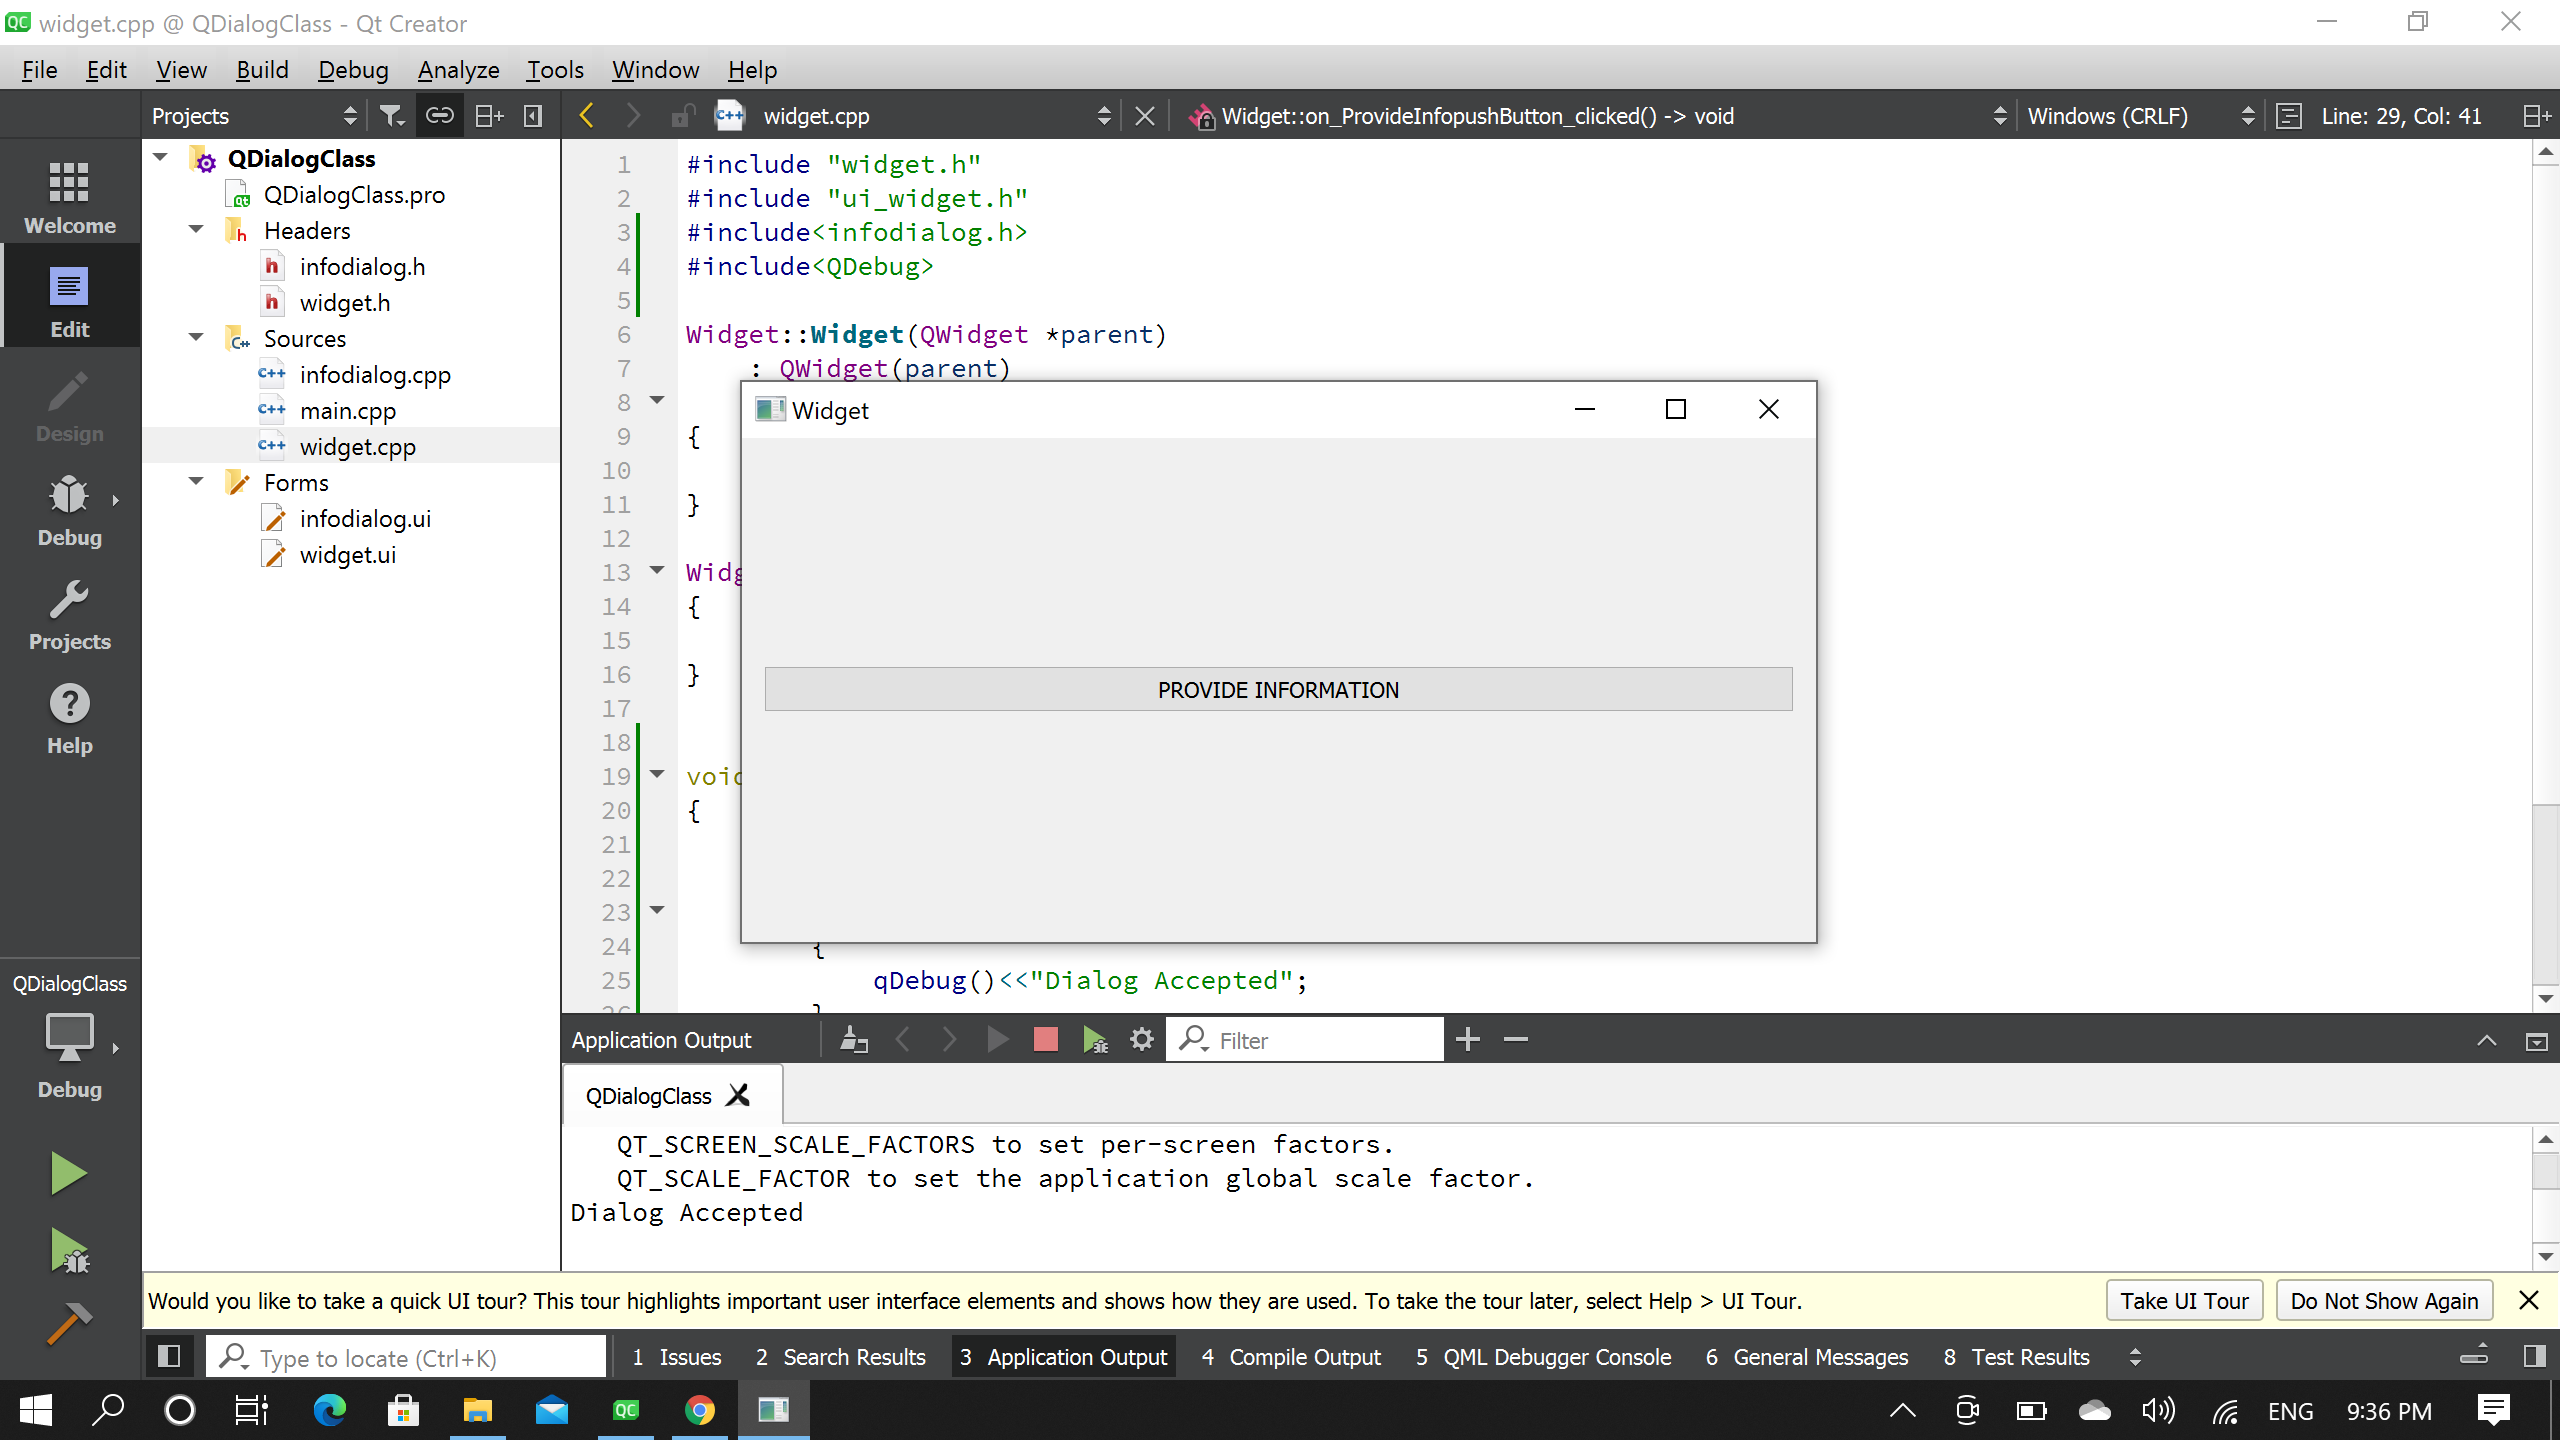 widget.cpp @ QDialogClass - Qt Creator
File Edit View Build Debug Analyze Tools Window Help
Projects widget.cpp Widget::on_ProvideInfopushButton_clicked() -> void Windows (CRLF) Line: 29, Col: 41
Welcome
Edit
Design
Debug
Projects
Help
QDialogClass
Debug
QDialogClass
QDialogClass.pro
Headers
infodialog.h
widget.h
Sources
infodialog.cpp
main.cpp
widget.cpp
Forms
infodialog.ui
widget.ui
1 #include "widget.h"
2 #include "ui_widget.h"
3 #include<infodialog.h>
4 #include<QDebug>
5
6 Widget::Widget(QWidget *parent)
7 : QWidget(parent)
8
9 {
10
11 }
12
13 Widg
14 {
15
16 }
17
18
19 void
20 {
21
22
23
24 {
25 qDebug()<<"Dialog Accepted";
Widget
PROVIDE INFORMATION
Application Output Filter
QDialogClass
QT_SCREEN_SCALE_FACTORS to set per-screen factors.
QT_SCALE_FACTOR to set the application global scale factor.
Dialog Accepted
Would you like to take a quick UI tour? This tour highlights important user interface elements and shows how they are used. To take the tour later, select Help > UI Tour. Take UI Tour Do Not Show Again
Type to locate (Ctrl+K) 1 Issues 2 Search Results 3 Application Output 4 Compile Output 5 QML Debugger Console 6 General Messages 8 Test Results
ENG 9:36 PM